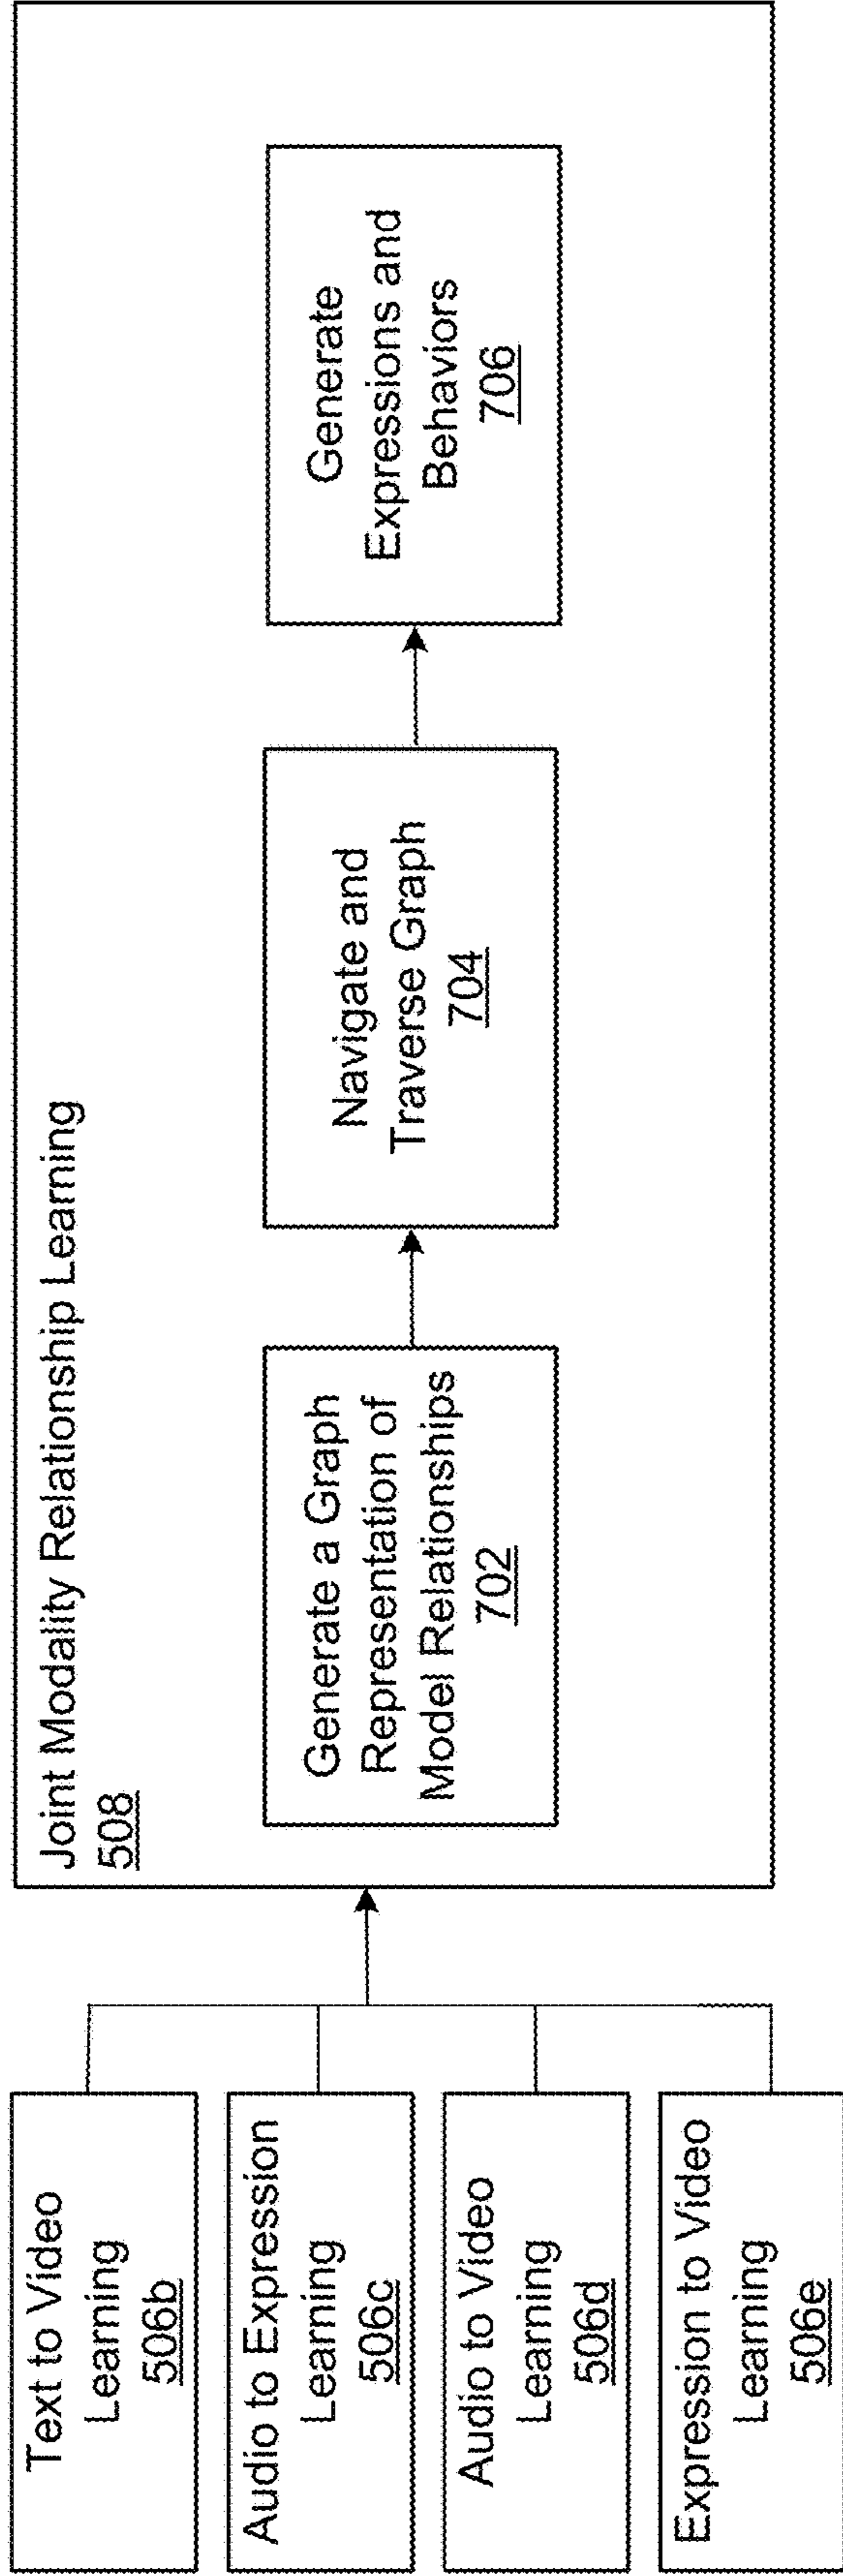 Text to Video
Learning
506b
Audio to Expression
Learning
506c
Audio to Video
Learning
506d
Expression to Video
Learning
506e
Joint Modality Relationship Learning
508
Generate a Graph
Representation of
Model Relationships
702
Navigate and
Traverse Graph
704
Generate
Expressions and
Behaviors
706